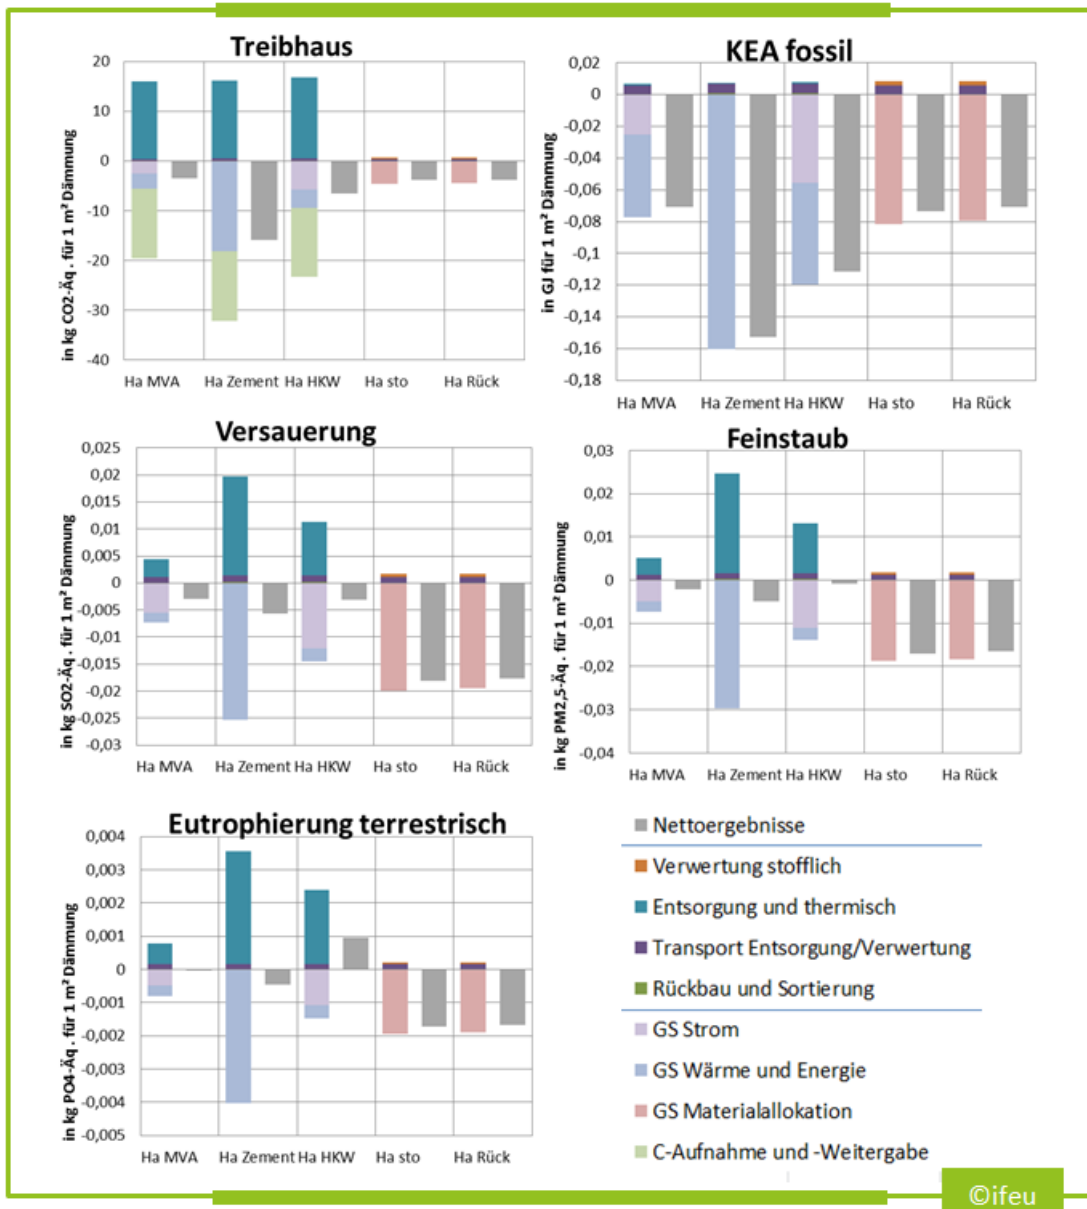 Treibhaus
in kg CO2-Äq. für 1 m² Dämmung
20
10
0
-10
-20
-30
-40
Ha MVA
Ha Zement
Ha HKW
Ha sto
Ha Rück
KEA fossil
in GJ für 1 m² Dämmung
0,02
0
-0,02
-0,04
-0,06
-0,08
-0,1
-0,12
-0,14
-0,16
-0,18
Ha MVA
Ha Zement
Ha HKW
Ha sto
Ha Rück
Versauerung
in kg SO2-Äq. für 1 m² Dämmung
0,025
0,02
0,015
0,01
0,005
0
-0,005
-0,01
-0,015
-0,02
-0,025
-0,03
Ha MVA
Ha Zement
Ha HKW
Ha sto
Ha Rück
Feinstaub
in kg PM2,5-Äq. für 1 m² Dämmung
0,03
0,02
0,01
0
-0,01
-0,02
-0,03
-0,04
Ha MVA
Ha Zement
Ha HKW
Ha sto
Ha Rück
Eutrophierung terrestrisch
in kg PO4-Äq. für 1 m² Dämmung
0,004
0,003
0,002
0,001
0
-0,001
-0,002
-0,003
-0,004
-0,005
Ha MVA
Ha Zement
Ha HKW
Ha sto
Ha Rück
Nettoergebnisse
Verwertung stofflich
Entsorgung und thermisch
Transport Entsorgung/Verwertung
Rückbau und Sortierung
GS Strom
GS Wärme und Energie
GS Materialallokation
C-Aufnahme und -Weitergabe
©ifeu